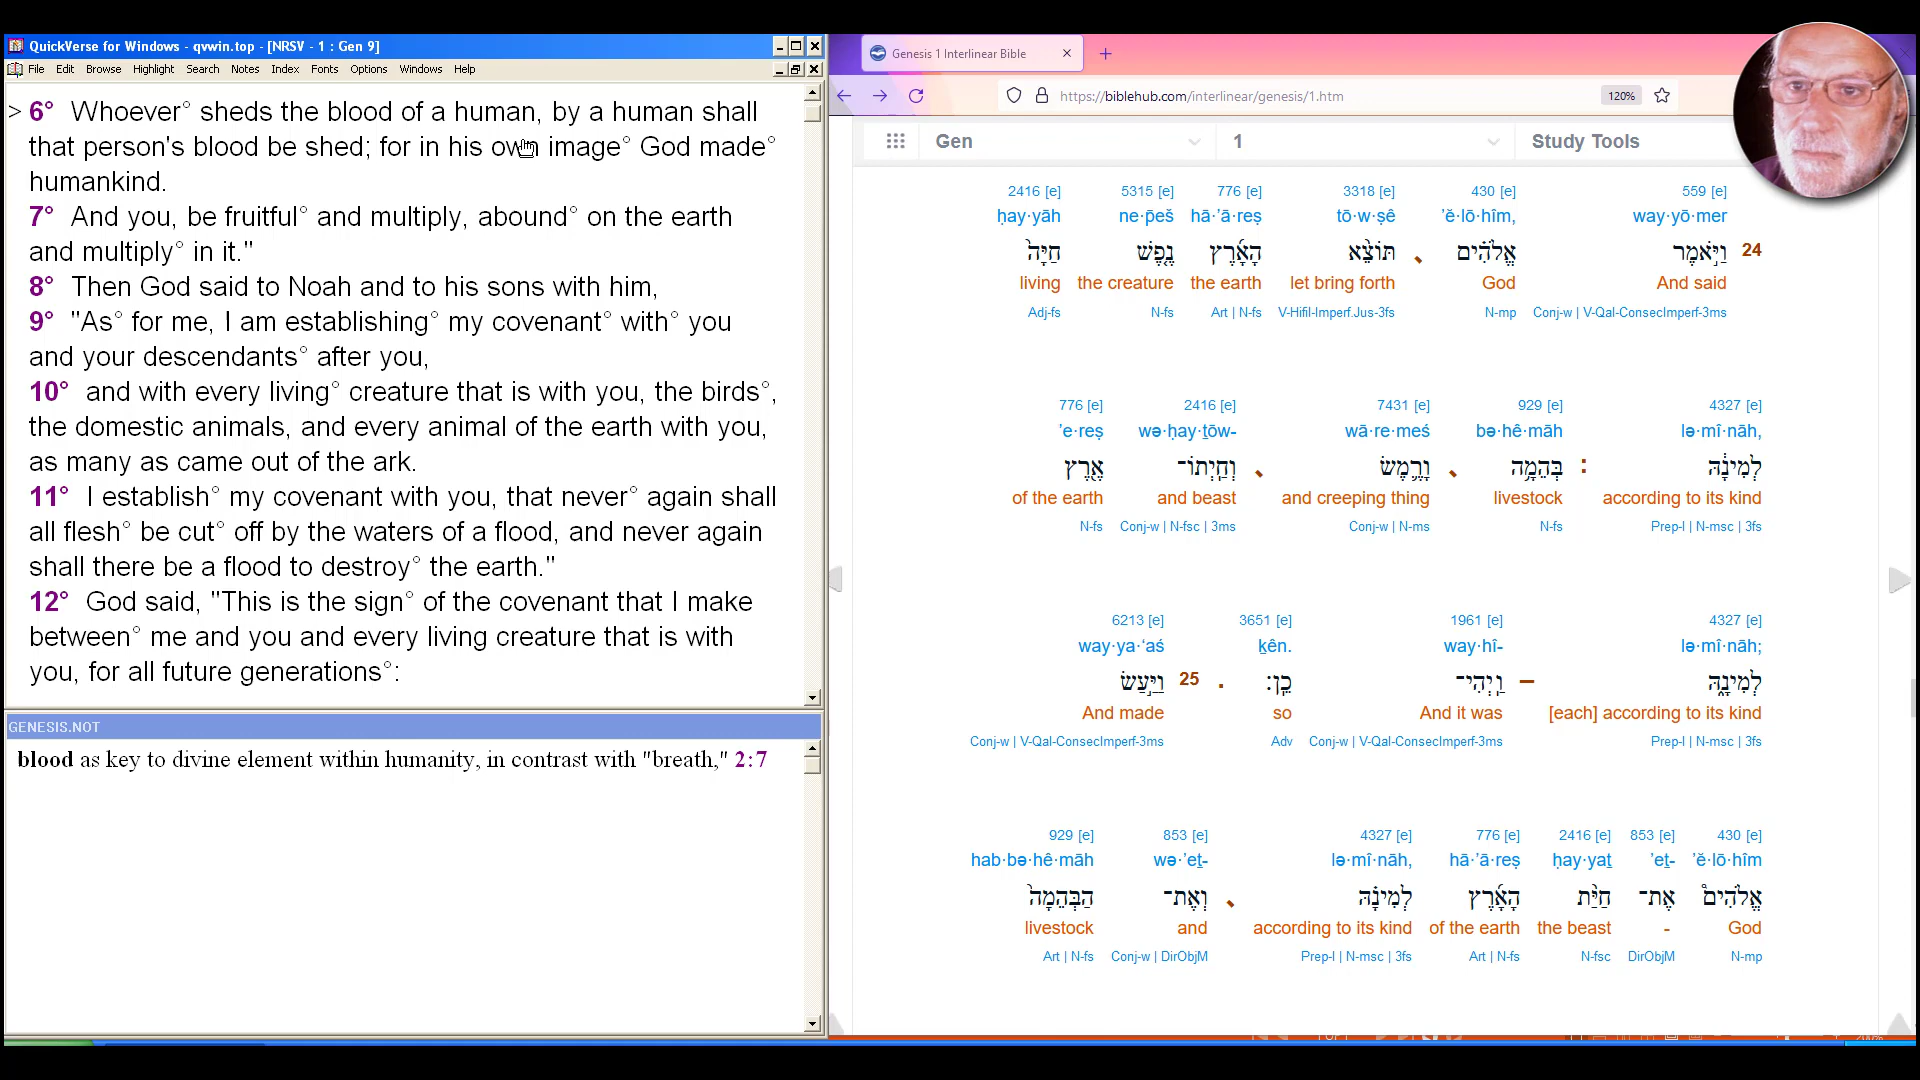 QuickVerse for Windows - qvwin.top - [NRSV - 1 : Gen 9]
File Edit Browse Highlight Search Notes Index Fonts Options Windows Help
> 6° Whoever° sheds the blood of a human, by a human shall
that person's blood be shed; for in his own image° God made°
humankind.
7° And you, be fruitful° and multiply, abound° on the earth
and multiply° in it."
8° Then God said to Noah and to his sons with him,
9° "As° for me, I am establishing° my covenant° with° you
and your descendants° after you,
10° and with every living° creature that is with you, the birds°,
the domestic animals, and every animal of the earth with you,
as many as came out of the ark.
11° I establish° my covenant with you, that never° again shall
all flesh° be cut° off by the waters of a flood, and never again
shall there be a flood to destroy° the earth."
12° God said, "This is the sign° of the covenant that I make
between° me and you and every living creature that is with
you, for all future generations°:
GENESIS.NOT
blood as key to divine element within humanity, in contrast with "breath," 2:7
Genesis 1 Interlinear Bible
https://biblehub.com/interlinear/genesis/1.htm 120%
Gen 1 Study Tools
2416 [e] 5315 [e] 776 [e] 3318 [e] 430 [e] 559 [e]
ḥay·yāh ne·p̄eš hā·’ā·reṣ tō·w·ṣê ’ĕ·lō·hîm, way·yō·mer
חַיָּה֙ נֶ֤פֶשׁ הָאָ֜רֶץ תּוֹצֵ֨א ، אֱלֹהִ֗ים וַיֹּ֣אמֶר 24
living the creature the earth let bring forth God And said
Adj-fs N-fs Art | N-fs V-Hifil-Imperf.Jus-3fs N-mp Conj-w | V-Qal-ConsecImperf-3ms
776 [e] 2416 [e] 7431 [e] 929 [e] 4327 [e]
’e·reṣ wə·ḥay·ṯōw- wā·re·meś bə·hê·māh lə·mî·nāh,
אֶ֖רֶץ ، וְחַֽיְתוֹ־ ، וָרֶ֛מֶשׂ בְּהֵמָ֥ה : לְמִינָ֔הּ
of the earth and beast and creeping thing livestock according to its kind
N-fs Conj-w | N-fsc | 3ms Conj-w | N-ms N-fs Prep-l | N-msc | 3fs
6213 [e] 3651 [e] 1961 [e] 4327 [e]
way·ya·‘aś ḵên. way·hî- lə·mî·nāh;
וַיַּ֣עַשׂ 25 . כֵֽן׃ וַֽיְהִי־ – לְמִינָ֑הּ
And made so And it was [each] according to its kind
Conj-w | V-Qal-ConsecImperf-3ms Adv Conj-w | V-Qal-ConsecImperf-3ms Prep-l | N-msc | 3fs
929 [e] 853 [e] 4327 [e] 776 [e] 2416 [e] 853 [e] 430 [e]
hab·bə·hê·māh wə·’eṯ- lə·mî·nāh, hā·’ā·reṣ ḥay·yaṯ ’eṯ- ’ĕ·lō·hîm
הַבְּהֵמָה֙ וְאֶת־ ، לְמִינָ֗הּ הָאָ֜רֶץ חַיַּ֨ת אֶת־ אֱלֹהִים֩
livestock and according to its kind of the earth the beast - God
Art | N-fs Conj-w | DirObjM Prep-l | N-msc | 3fs Art | N-fs N-fsc DirObjM N-mp